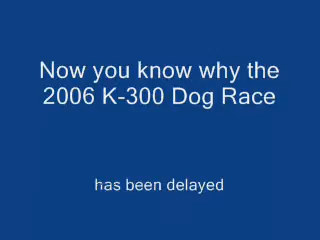 Now you know why the
2006 K-300 Dog Race
has been delayed